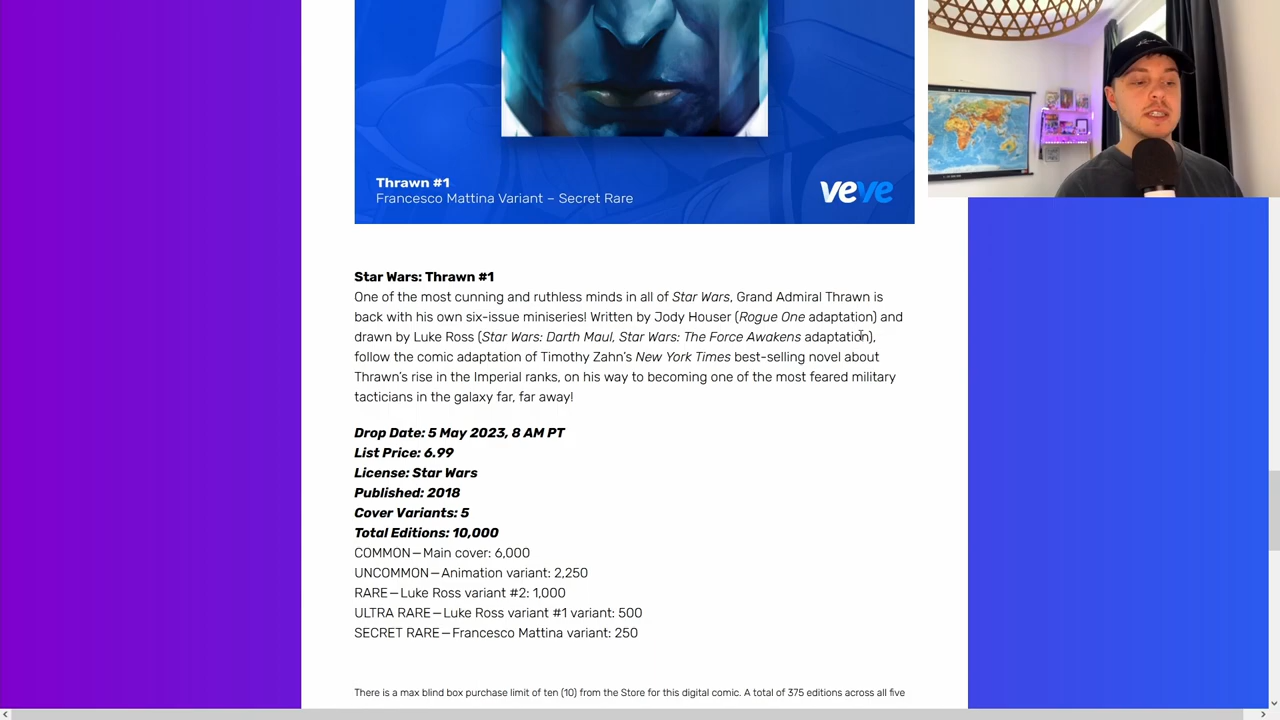 Thrawn #1
Francesco Mattina Variant – Secret Rare
veve
Star Wars: Thrawn #1
One of the most cunning and ruthless minds in all of Star Wars, Grand Admiral Thrawn is
back with his own six-issue miniseries! Written by Jody Houser (Rogue One adaptation) and
drawn by Luke Ross (Star Wars: Darth Maul, Star Wars: The Force Awakens adaptation),
follow the comic adaptation of Timothy Zahn’s New York Times best-selling novel about
Thrawn’s rise in the Imperial ranks, on his way to becoming one of the most feared military
tacticians in the galaxy far, far away!
Drop Date: 5 May 2023, 8 AM PT
List Price: 6.99
License: Star Wars
Published: 2018
Cover Variants: 5
Total Editions: 10,000
COMMON — Main cover: 6,000
UNCOMMON — Animation variant: 2,250
RARE — Luke Ross variant #2: 1,000
ULTRA RARE — Luke Ross variant #1 variant: 500
SECRET RARE — Francesco Mattina variant: 250
There is a max blind box purchase limit of ten (10) from the Store for this digital comic. A total of 375 editions across all five